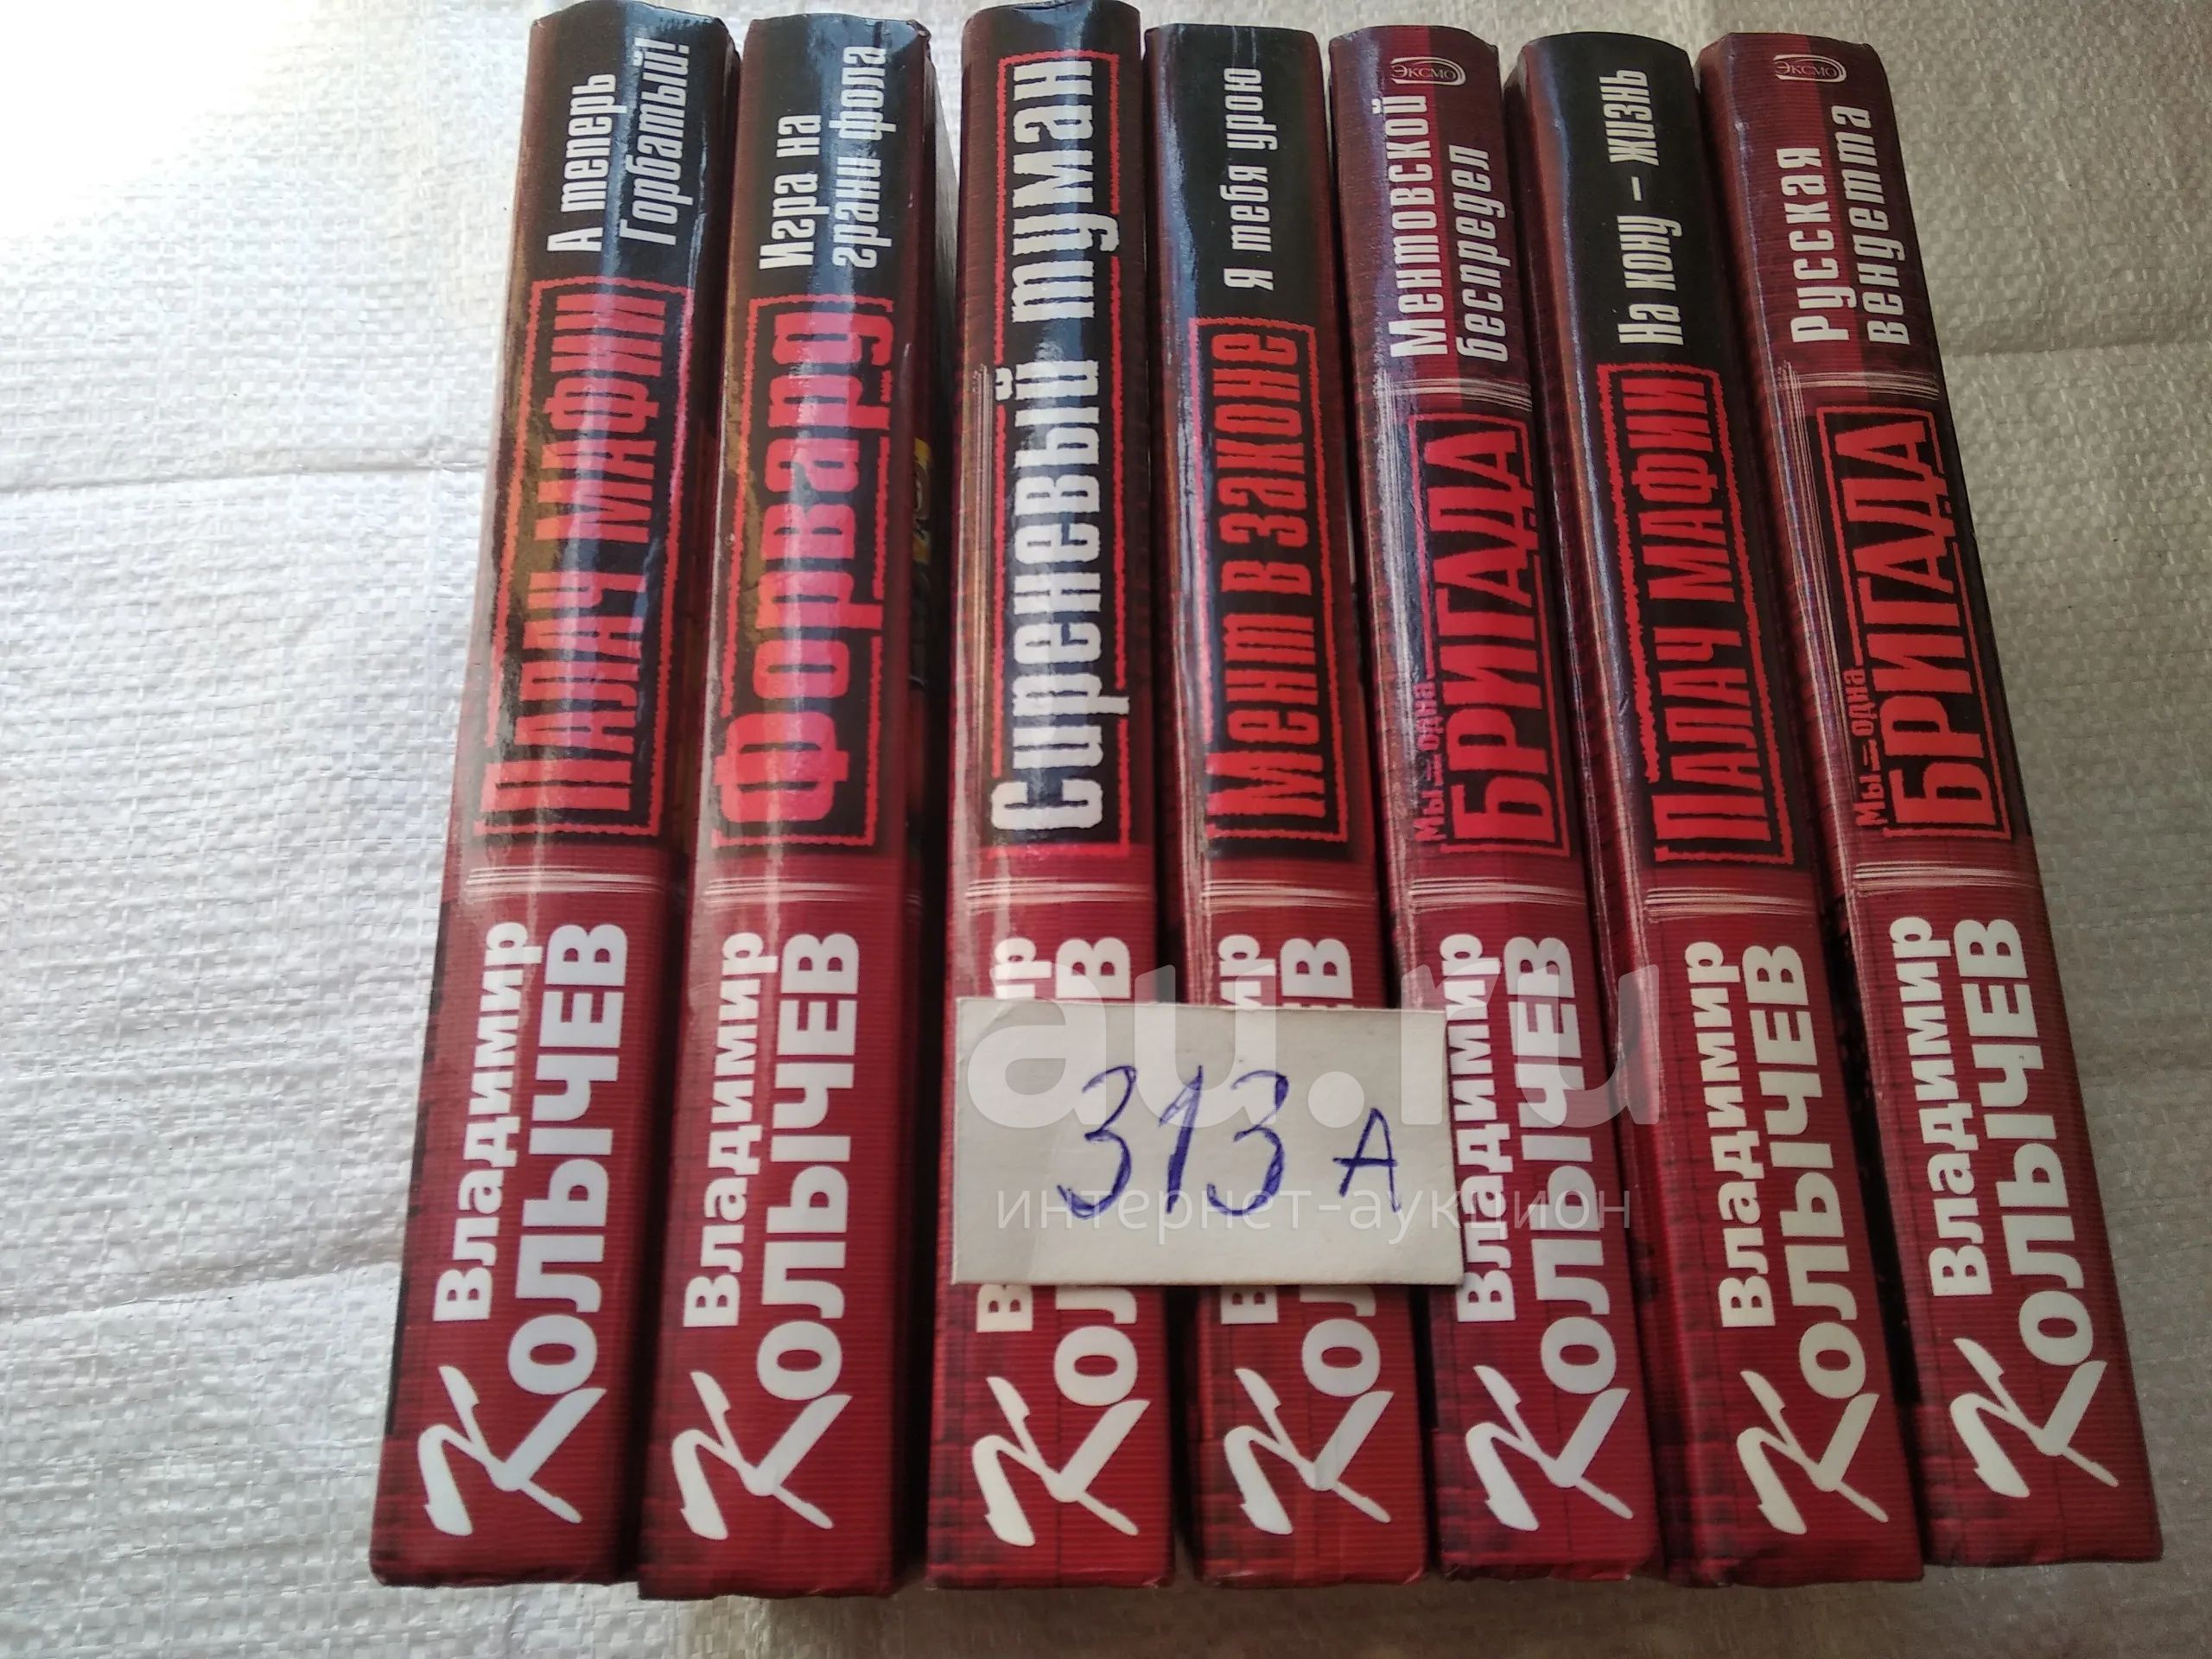 А теперь
Горбатый!
ПАЛАЧ МАФИИ
Владимир
КОЛЫЧЕВ
Игра на
грани фола
Форвард
Владимир
КОЛЫЧЕВ
Сиреневый туман
Я тебя урою
Мент в законе
ЭКСМО
Ментовской
беспредел
Мы – одна
БРИГАДА
Владимир
КОЛЫЧЕВ
На кону – жизнь
ПАЛАЧ МАФИИ
Владимир
КОЛЫЧЕВ
ЭКСМО
Русская
вендетта
Мы – одна
БРИГАДА
Владимир
КОЛЫЧЕВ
313 А
au.ru
интернет-аукцион